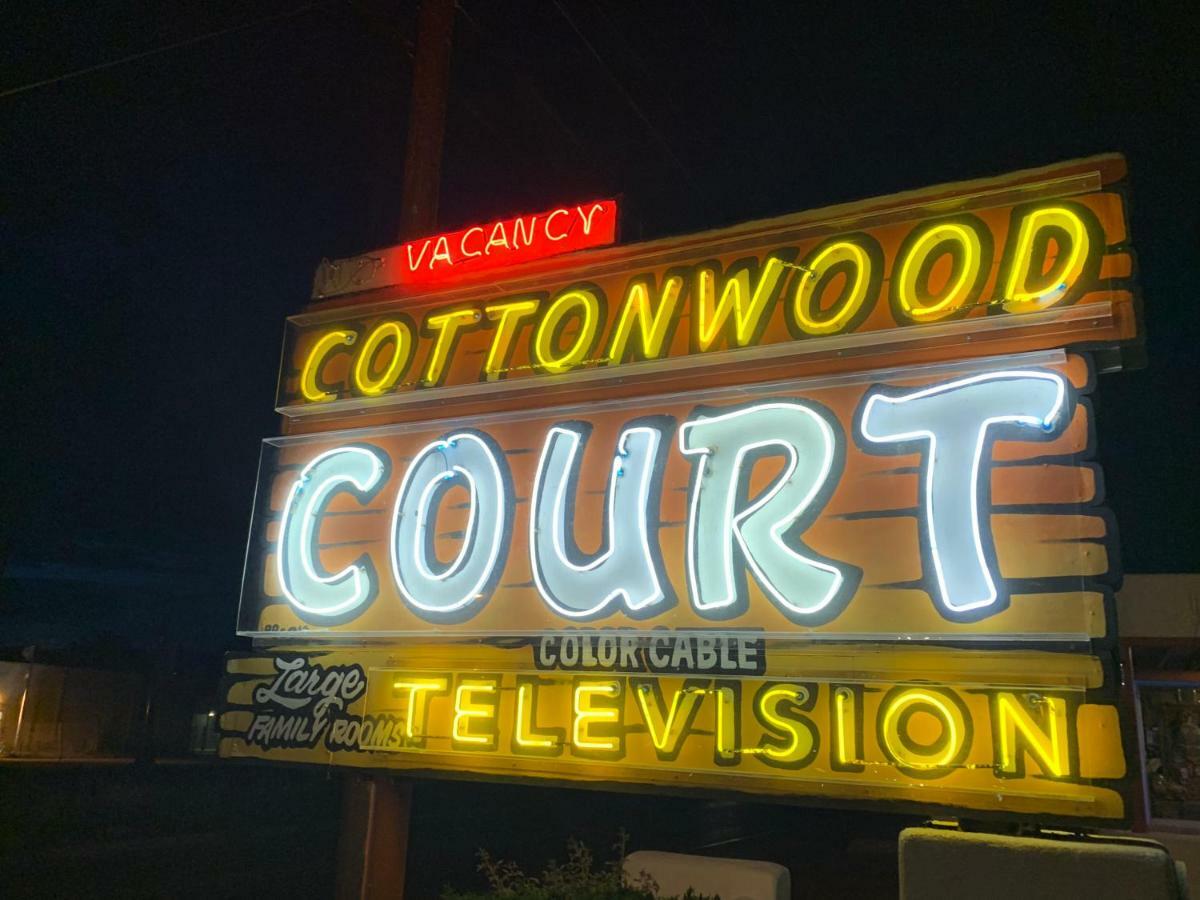 VACANCY
COTTONWOOD
COURT
COLOR CABLE
Large
FAMILY ROOMS
TELEVISION